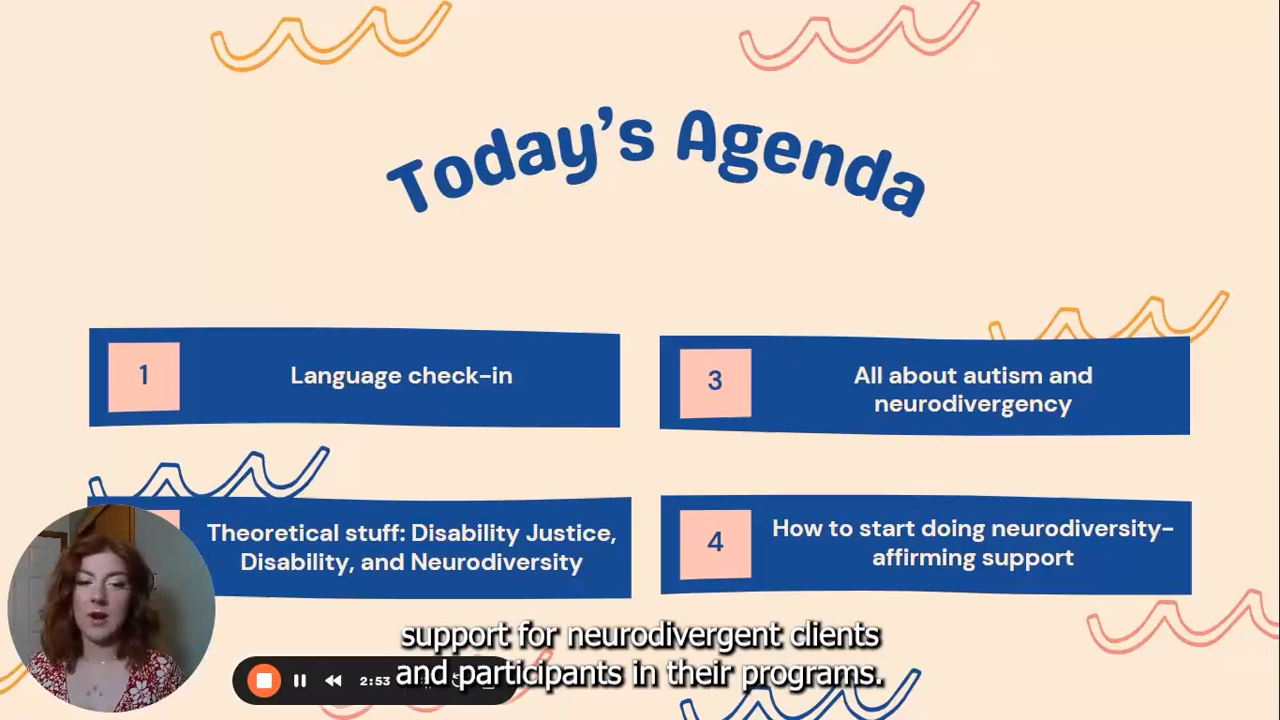 Today's Agenda
1
Language check-in
3
All about autism and
neurodivergency
Theoretical stuff: Disability Justice,
Disability, and Neurodiversity
4
How to start doing neurodiversity-
affirming support
support for neurodivergent clients
and participants in their programs.
2:53